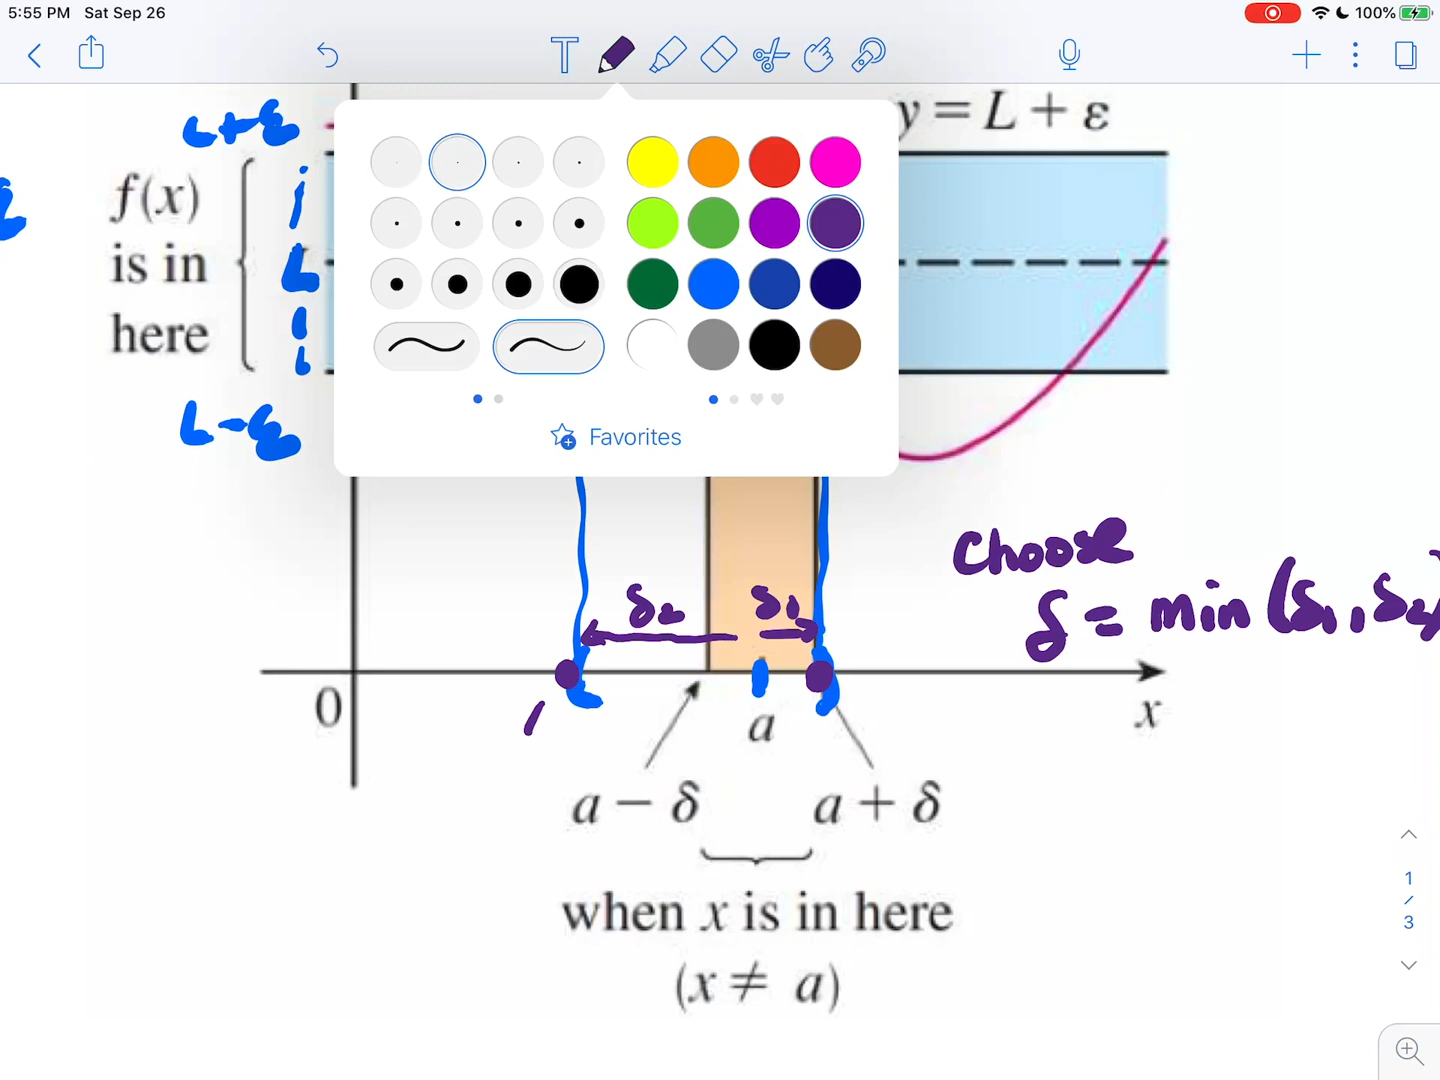 5:55 PM Sat Sep 26
100%
T
L+ε
y = L + ε
f(x)
is in
here
L
L-ε
Favorites
Choose
δ = min(δ₁, δ₂)
δ₂
δ₁
0
a
x
a − δ
a + δ
when x is in here
(x ≠ a)
1
/
3